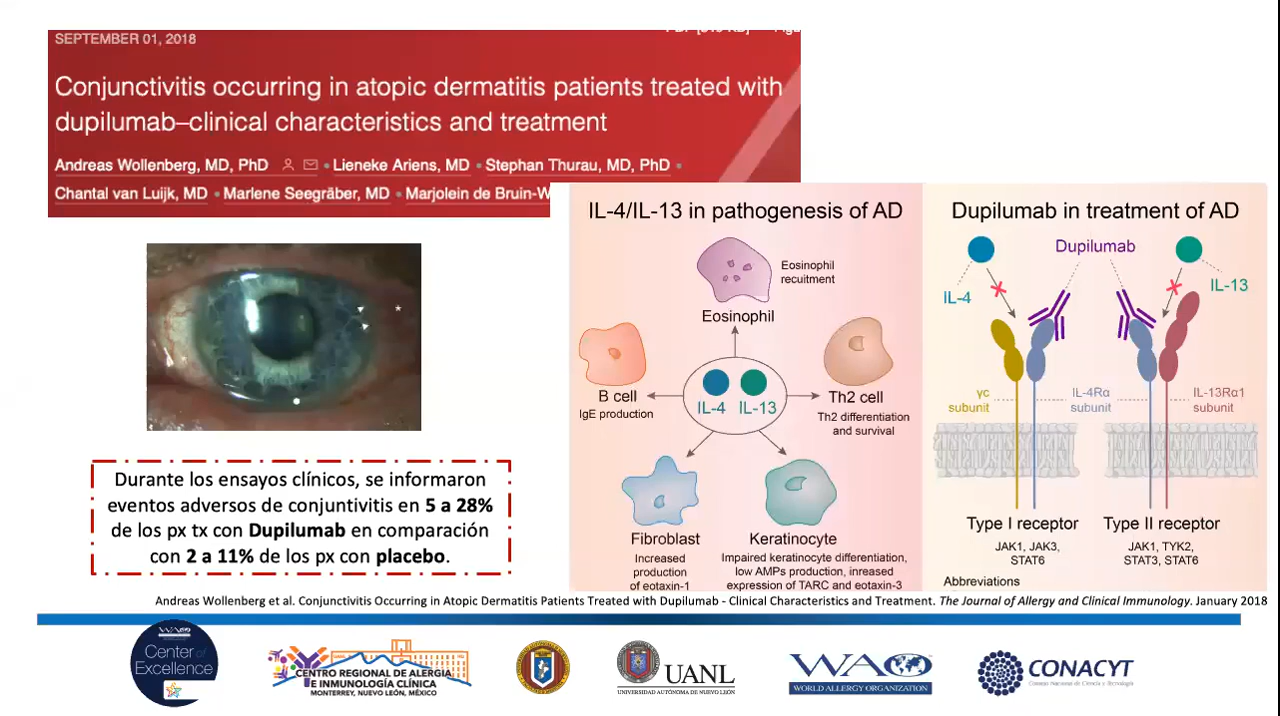 SEPTEMBER 01, 2018
Conjunctivitis occurring in atopic dermatitis patients treated with
dupilumab–clinical characteristics and treatment
Andreas Wollenberg, MD, PhD • Lieneke Ariens, MD • Stephan Thurau, MD, PhD •
Chantal van Luijk, MD • Marlene Seegräber, MD • Marjolein de Bruin-W
Durante los ensayos clínicos, se informaron
eventos adversos de conjuntivitis en 5 a 28%
de los px tx con Dupilumab en comparación
con 2 a 11% de los px con placebo.
IL-4/IL-13 in pathogenesis of AD
Eosinophil
recuitment
Eosinophil
B cell
IgE production
IL-4 IL-13
Th2 cell
Th2 differentiation
and survival
Fibroblast
Increased
production
of eotaxin-1
Keratinocyte
Impaired keratinocyte differentiation,
low AMPs production, inreased
expression of TARC and eotaxin-3
Dupilumab in treatment of AD
Dupilumab
IL-4
IL-13
γc
subunit
IL-4Rα
subunit
IL-13Rα1
subunit
Type I receptor
JAK1, JAK3,
STAT6
Type II receptor
JAK1, TYK2,
STAT3, STAT6
Abbreviations
Andreas Wollenberg et al. Conjunctivitis Occurring in Atopic Dermatitis Patients Treated with Dupilumab - Clinical Characteristics and Treatment. The Journal of Allergy and Clinical Immunology. January 2018
WAO
Center of
Excellence
CENTRO REGIONAL DE ALERGIA
E INMUNOLOGÍA CLÍNICA
MONTERREY, NUEVO LEÓN, MÉXICO
UANL
UNIVERSIDAD AUTÓNOMA DE NUEVO LEÓN
WAO
WORLD ALLERGY ORGANIZATION
CONACYT
Consejo Nacional de Ciencia y Tecnología